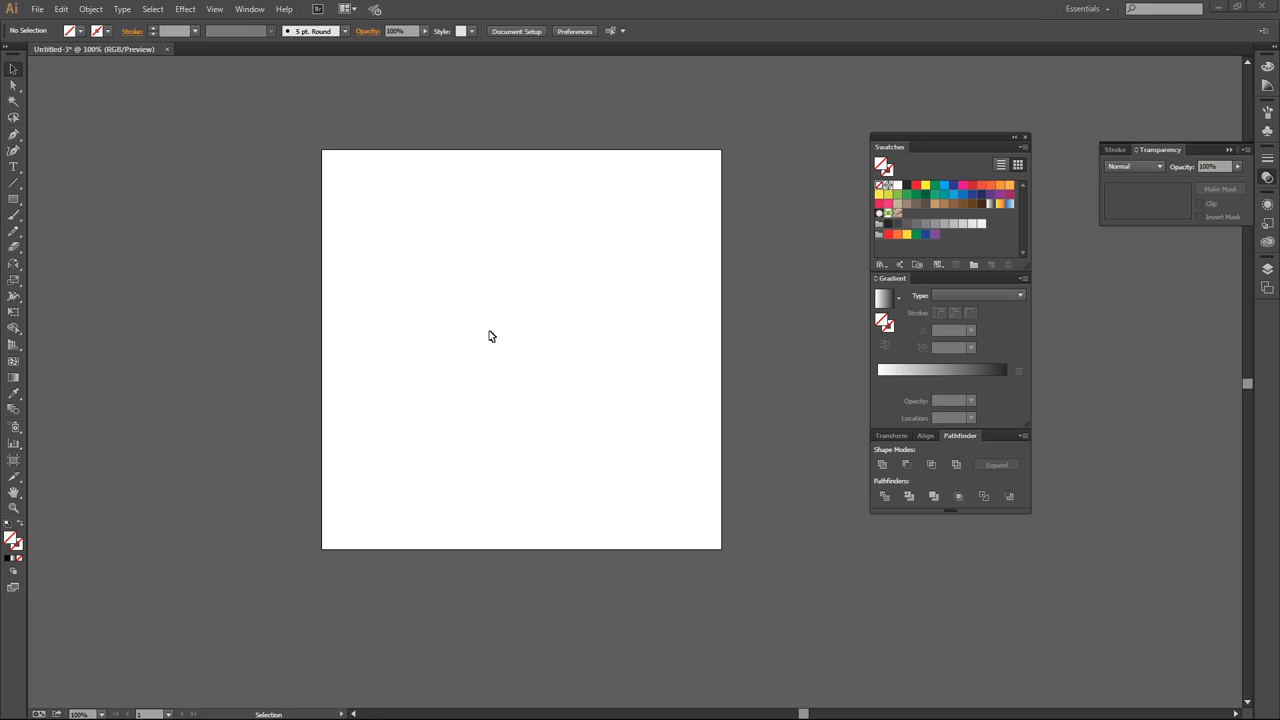 Ai File Edit Object Type Select Effect View Window Help Br Essentials
No Selection Stroke: 5 pt. Round Opacity: 100% Style: Document Setup Preferences
Untitled-3* @ 100% (RGB/Preview) ×
Swatches
Stroke Transparency
Normal Opacity: 100%
Make Mask
Clip
Invert Mask
Gradient
Type:
Stroke:
Opacity:
Location:
Transform Align Pathfinder
Shape Modes:
Expand
Pathfinders:
100% 1 Selection